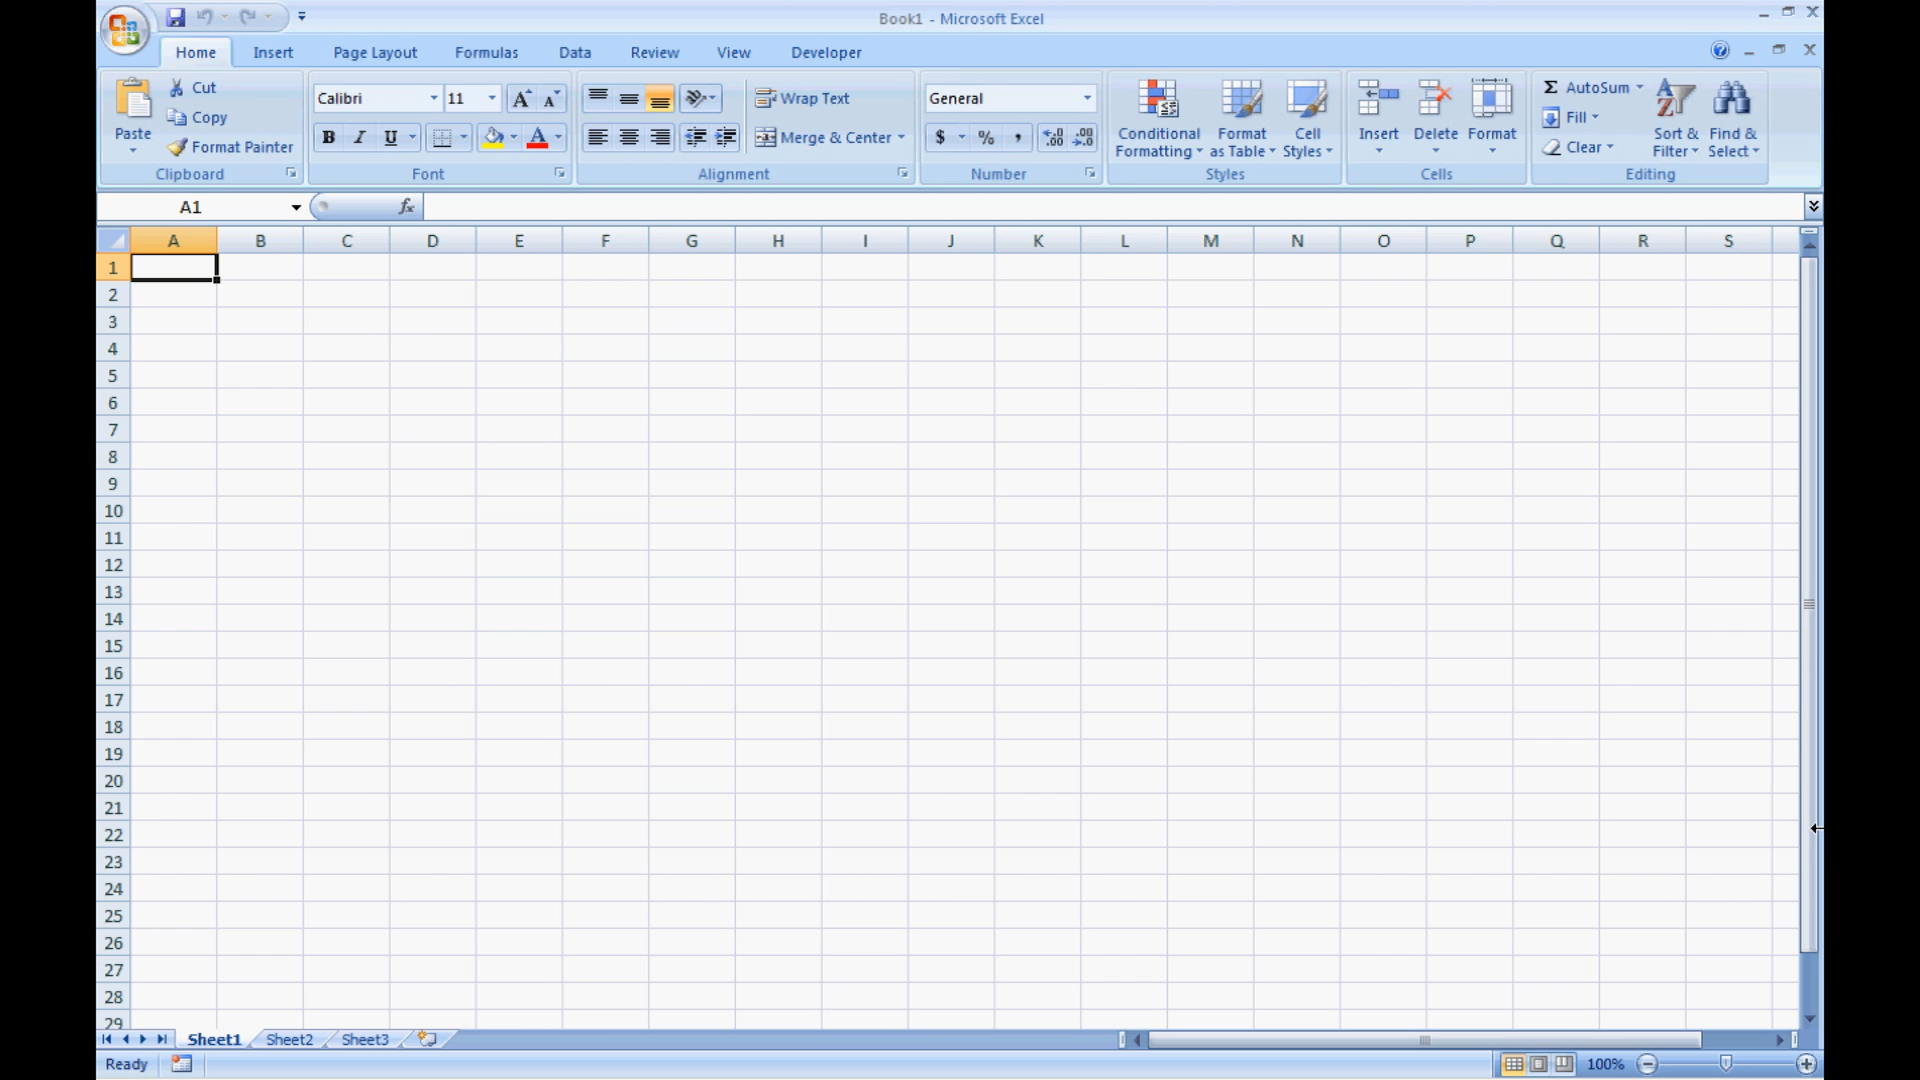 Book1 - Microsoft Excel
Home Insert Page Layout Formulas Data Review View Developer
Paste
Cut
Copy
Format Painter
Clipboard
Calibri 11
B I U
Font
Wrap Text
Merge & Center
Alignment
General
$ % ,
Number
Conditional Formatting
Format as Table
Cell Styles
Styles
Insert Delete Format
Cells
Σ AutoSum
Fill
Clear
Sort & Filter
Find & Select
Editing
A1 fx
A B C D E F G H I J K L M N O P Q R S
1
2
3
4
5
6
7
8
9
10
11
12
13
14
15
16
17
18
19
20
21
22
23
24
25
26
27
28
29
Sheet1 Sheet2 Sheet3
Ready 100%